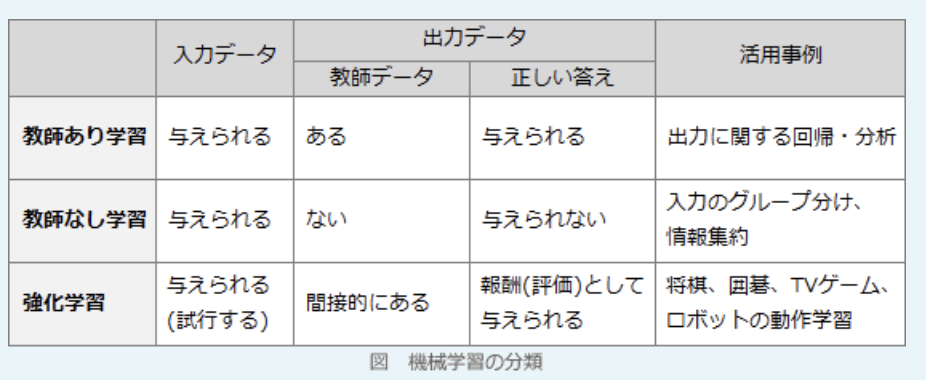 入力データ 出力データ 活用事例
教師データ 正しい答え
教師あり学習 与えられる ある 与えられる 出力に関する回帰・分析
教師なし学習 与えられる ない 与えられない 入力のグループ分け、
情報集約
強化学習 与えられる
(試行する) 間接的にある 報酬(評価)として
与えられる 将棋、囲碁、TVゲーム、
ロボットの動作学習
図 機械学習の分類